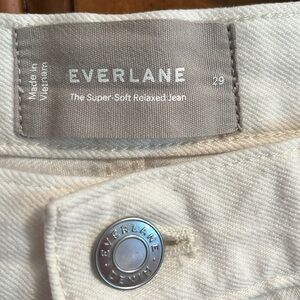 Made in
Vietnam
EVERLANE
The Super-Soft Relaxed Jean
29
EVERLANE
DENIM